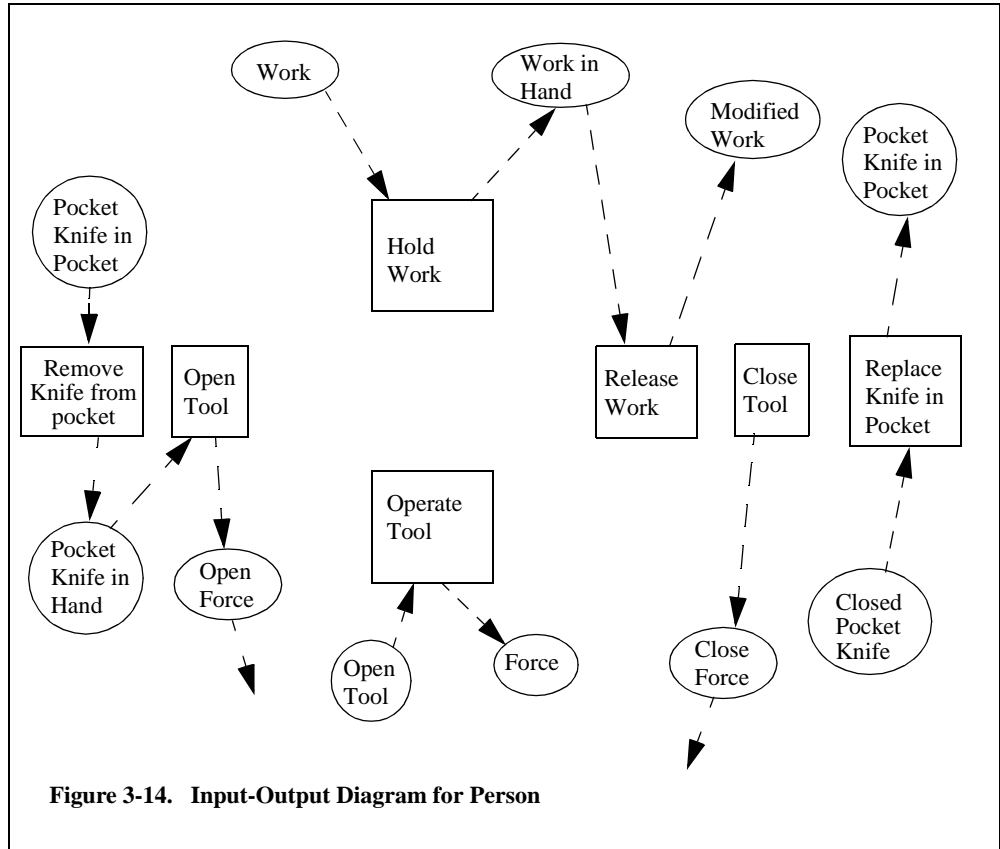 Work
Work in
Hand
Modified
Work
Pocket
Knife in
Pocket
Pocket
Knife in
Pocket
Hold
Work
Remove
Knife from
pocket
Open
Tool
Release
Work
Close
Tool
Replace
Knife in
Pocket
Operate
Tool
Pocket
Knife in
Hand
Open
Force
Open
Tool
Force
Close
Force
Closed
Pocket
Knife
Figure 3-14. Input-Output Diagram for Person